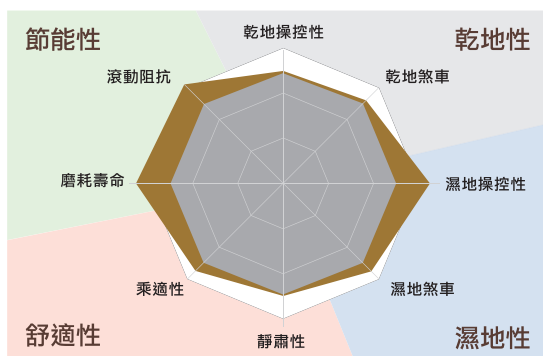 節能性
乾地操控性
乾地性
滾動阻抗
乾地煞車
磨耗壽命
濕地操控性
乘適性
濕地煞車
舒適性
靜肅性
濕地性